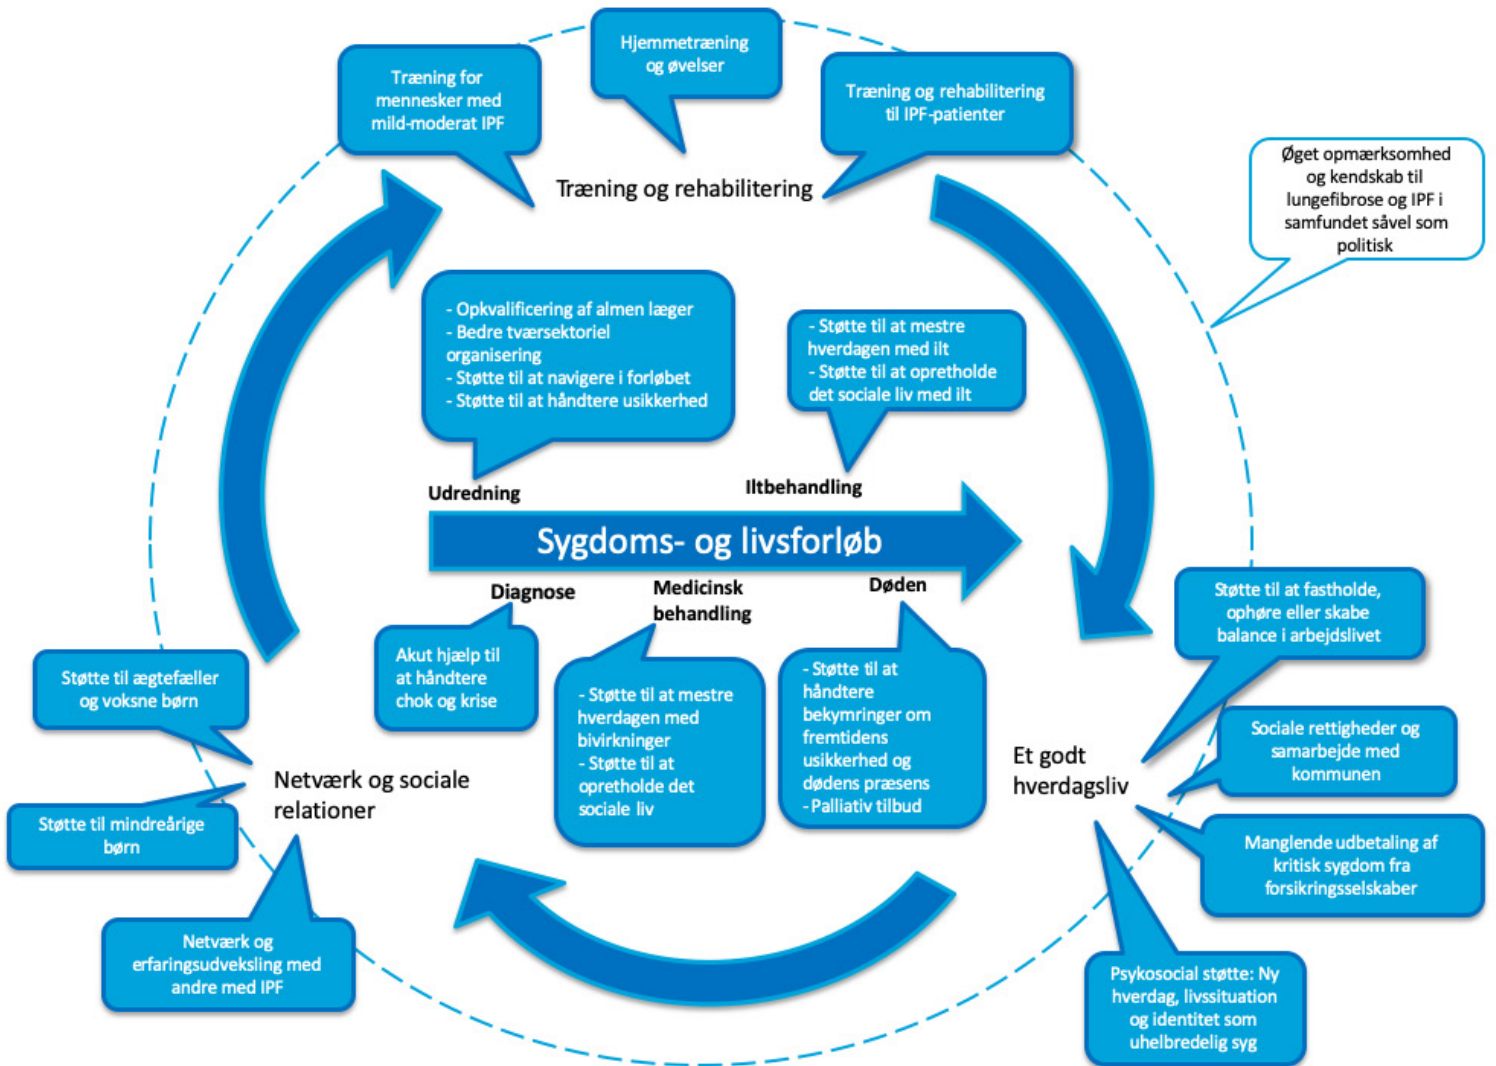 Hjemmetræning
og øvelser
Træning for
mennesker med
mild-moderat IPF
Træning og rehabilitering
til IPF-patienter
Træning og rehabilitering
Øget opmærksomhed
og kendskab til
lungefibrose og IPF i
samfundet såvel som
politisk
- Opkvalificering af almen læger
- Bedre tværsektoriel
organisering
- Støtte til at navigere i forløbet
- Støtte til at håndtere usikkerhed
- Støtte til at mestre
hverdagen med ilt
- Støtte til at opretholde
det sociale liv med ilt
Udredning
Iltbehandling
Sygdoms- og livsforløb
Diagnose
Medicinsk
behandling
Døden
Akut hjælp til
at håndtere
chok og krise
- Støtte til at mestre
hverdagen med
bivirkninger
- Støtte til at
opretholde det
sociale liv
- Støtte til at
håndtere
bekymringer om
fremtidens
usikkerhed og
dødens præsens
- Palliativ tilbud
Støtte til at fastholde,
ophøre eller skabe
balance i arbejdslivet
Et godt
hverdagsliv
Sociale rettigheder og
samarbejde med
kommunen
Manglende udbetaling af
kritisk sygdom fra
forsikringsselskaber
Psykosocial støtte: Ny
hverdag, livssituation
og identitet som
uhelbredelig syg
Støtte til ægtefæller
og voksne børn
Netværk og sociale
relationer
Støtte til mindreårige
børn
Netværk og
erfaringsudveksling med
andre med IPF